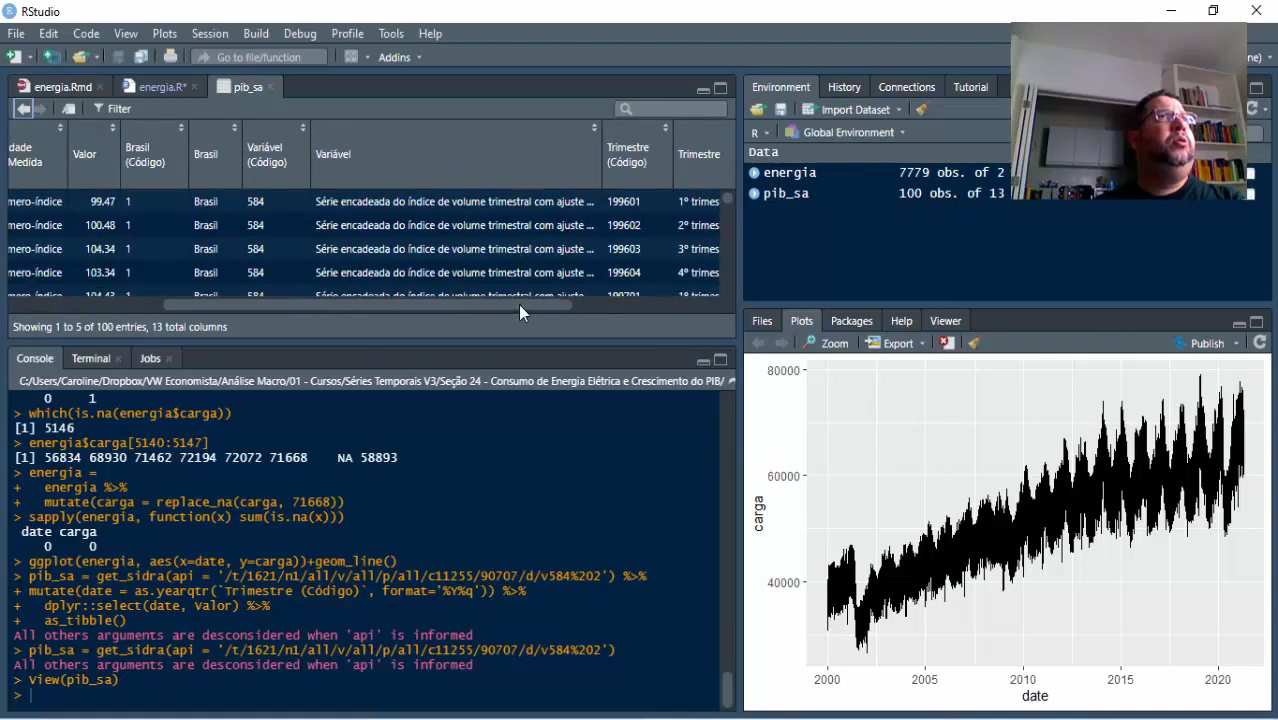 RStudio
File Edit Code View Plots Session Build Debug Profile Tools Help
Go to file/function Addins
energia.Rmd energia.R* pib_sa
Filter
dade Medida Valor Brasil (Código) Brasil Variável (Código) Variável Trimestre (Código) Trimestre
mero-índice 99.47 1 Brasil 584 Série encadeada do índice de volume trimestral com ajuste ... 199601 1º trimes
mero-índice 100.48 1 Brasil 584 Série encadeada do índice de volume trimestral com ajuste ... 199602 2º trimes
mero-índice 104.34 1 Brasil 584 Série encadeada do índice de volume trimestral com ajuste ... 199603 3º trimes
mero-índice 103.34 1 Brasil 584 Série encadeada do índice de volume trimestral com ajuste ... 199604 4º trimes
Showing 1 to 5 of 100 entries, 13 total columns
Console Terminal Jobs
C:/Users/Caroline/Dropbox/VW Economista/Análise Macro/01 - Cursos/Séries Temporais V3/Seção 24 - Consumo de Energia Elétrica e Crescimento do PIB/
0 1
> which(is.na(energia$carga))
[1] 5146
> energia$carga[5140:5147]
[1] 56834 68930 71462 72194 72072 71668 NA 58893
> energia =
+ energia %>%
+ mutate(carga = replace_na(carga, 71668))
> sapply(energia, function(x) sum(is.na(x)))
date carga
0 0
> ggplot(energia, aes(x=date, y=carga))+geom_line()
> pib_sa = get_sidra(api = '/t/1621/n1/all/v/all/p/all/c11255/90707/d/v584%202') %>%
+ mutate(date = as.yearqtr(`Trimestre (Código)`, format='%Y%q')) %>%
+ dplyr::select(date, Valor) %>%
+ as_tibble()
All others arguments are desconsidered when 'api' is informed
> pib_sa = get_sidra(api = '/t/1621/n1/all/v/all/p/all/c11255/90707/d/v584%202')
All others arguments are desconsidered when 'api' is informed
> View(pib_sa)
>
Environment History Connections Tutorial
Import Dataset
R Global Environment
Data
energia 7779 obs. of 2
pib_sa 100 obs. of 13
Files Plots Packages Help Viewer
Zoom Export Publish
80000
60000
40000
carga
2000 2005 2010 2015 2020
date